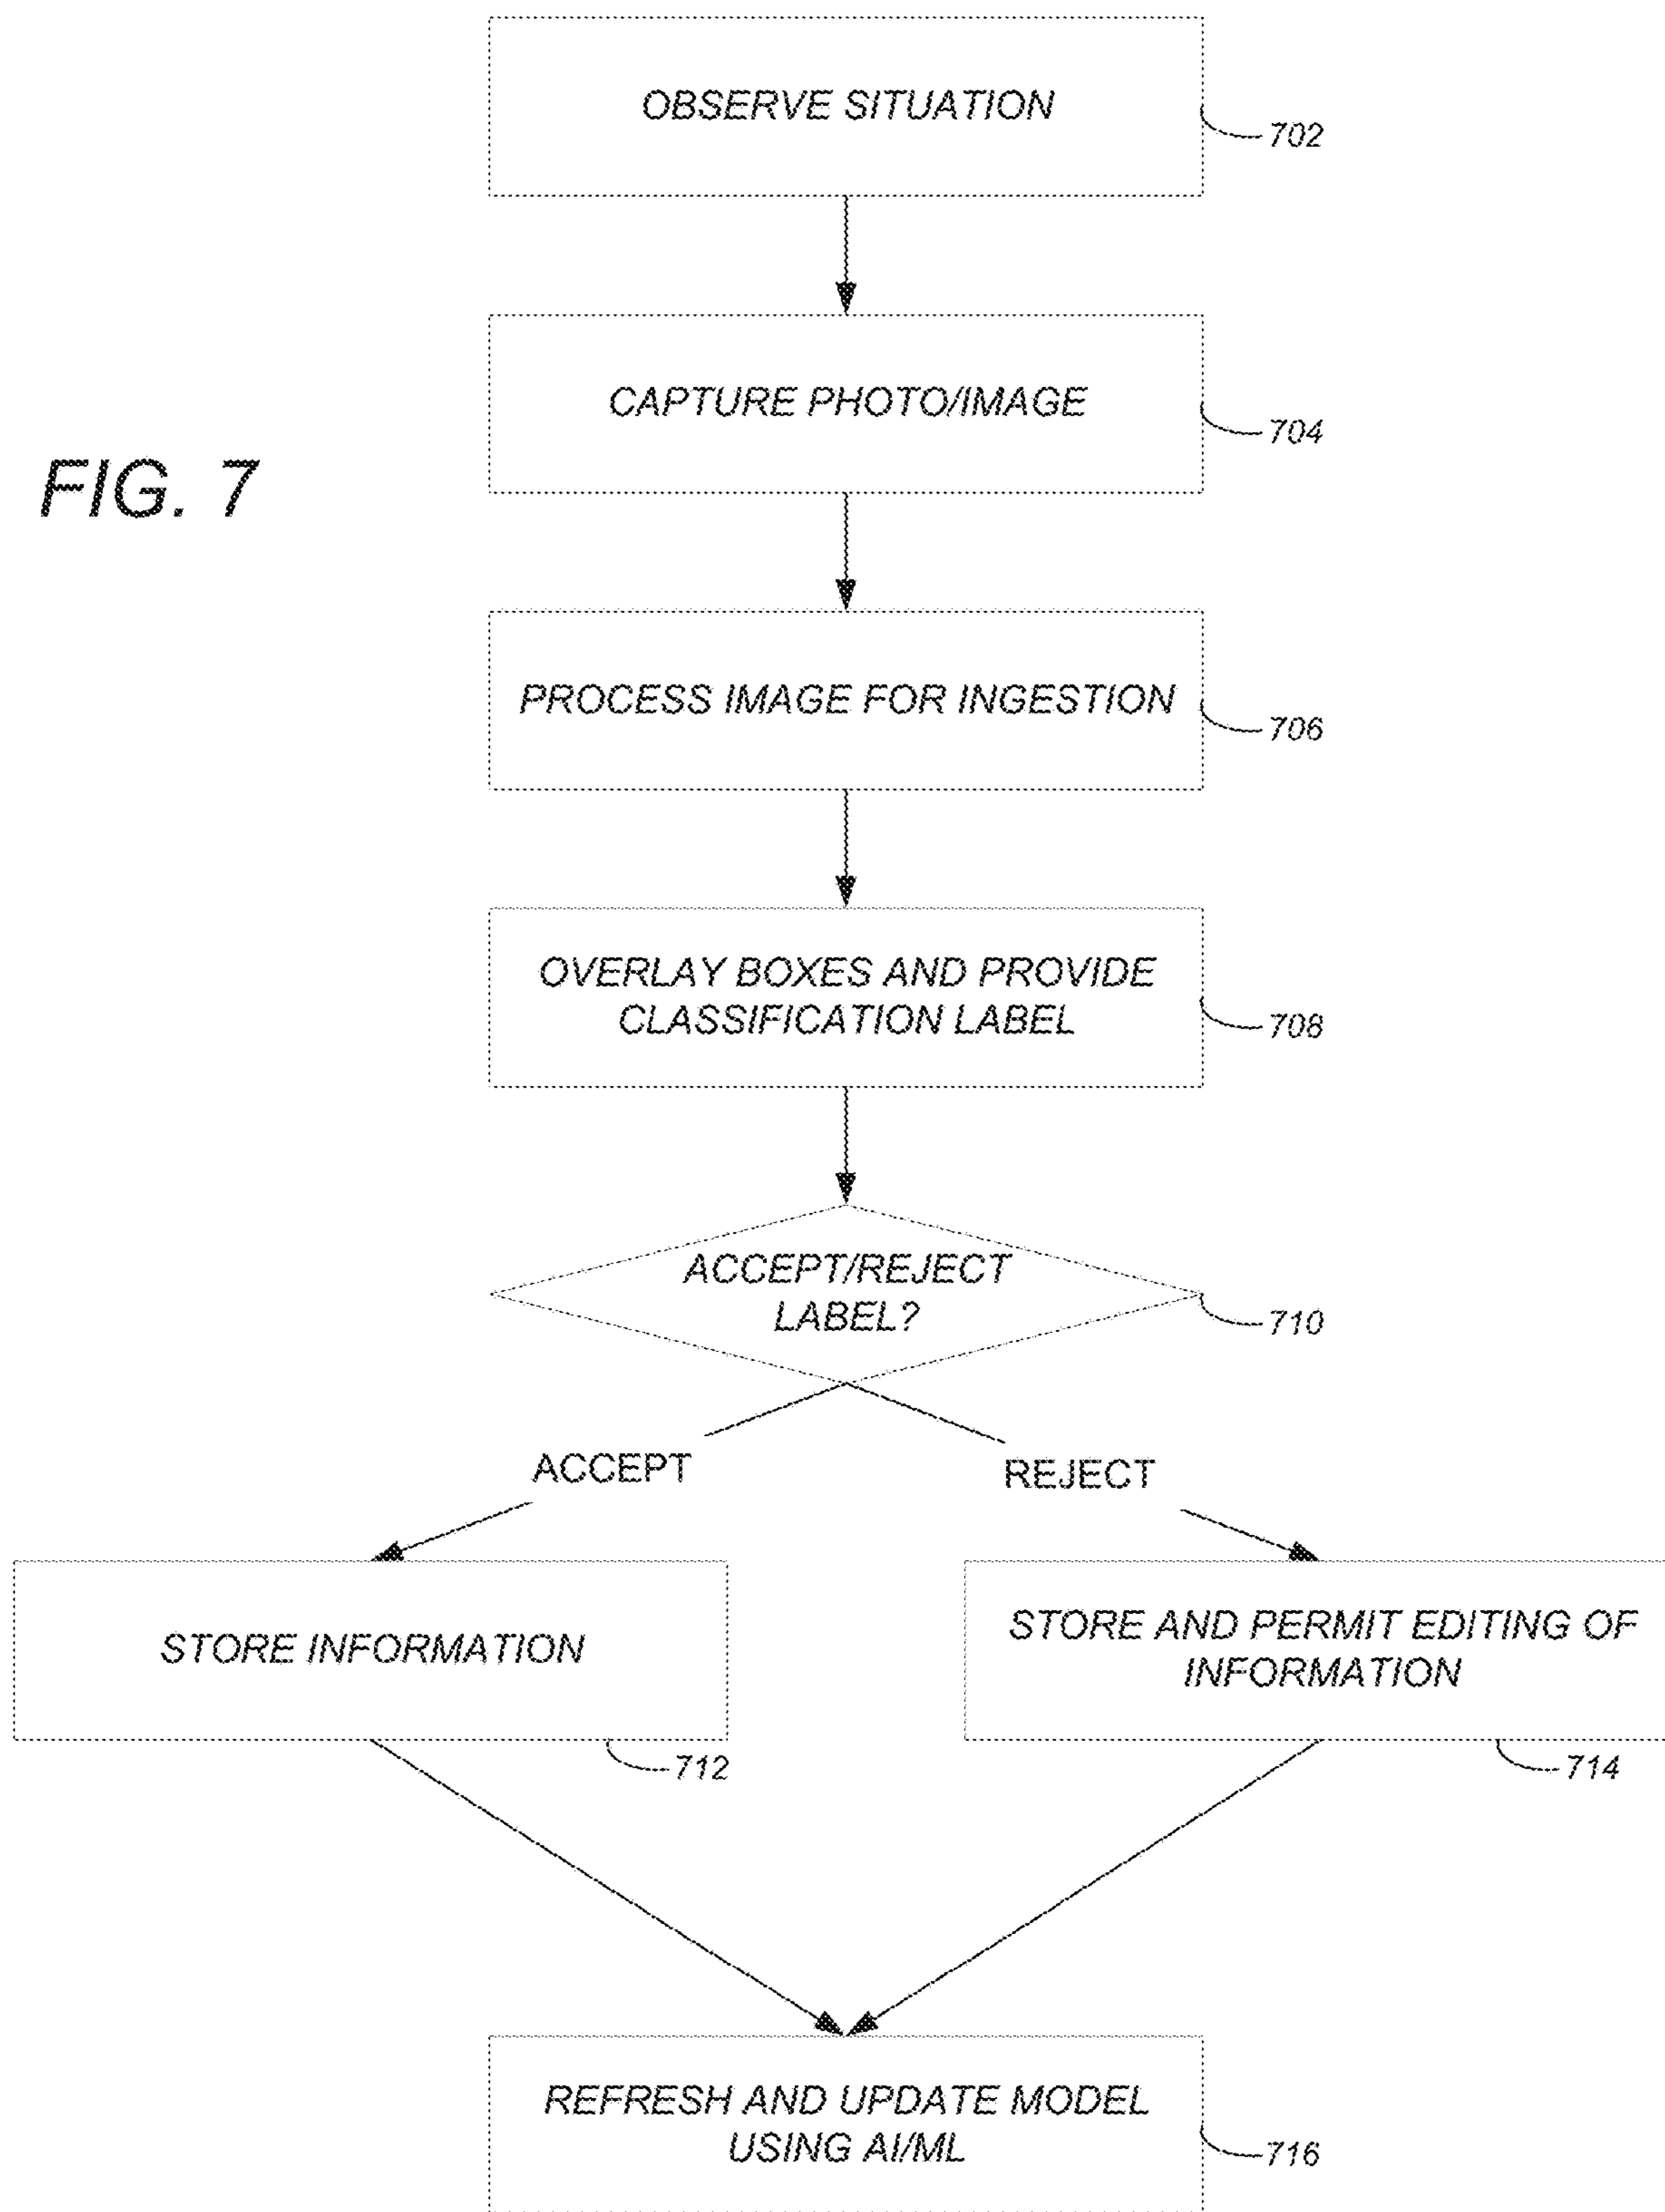 OBSERVE SITUATION
702
CAPTURE PHOTO/IMAGE
704
FIG. 7
PROCESS IMAGE FOR INGESTION
706
OVERLAY BOXES AND PROVIDE
CLASSIFICATION LABEL
708
ACCEPT/REJECT
LABEL?
710
ACCEPT
REJECT
STORE INFORMATION
712
STORE AND PERMIT EDITING OF
INFORMATION
714
REFRESH AND UPDATE MODEL
USING AI/ML
716